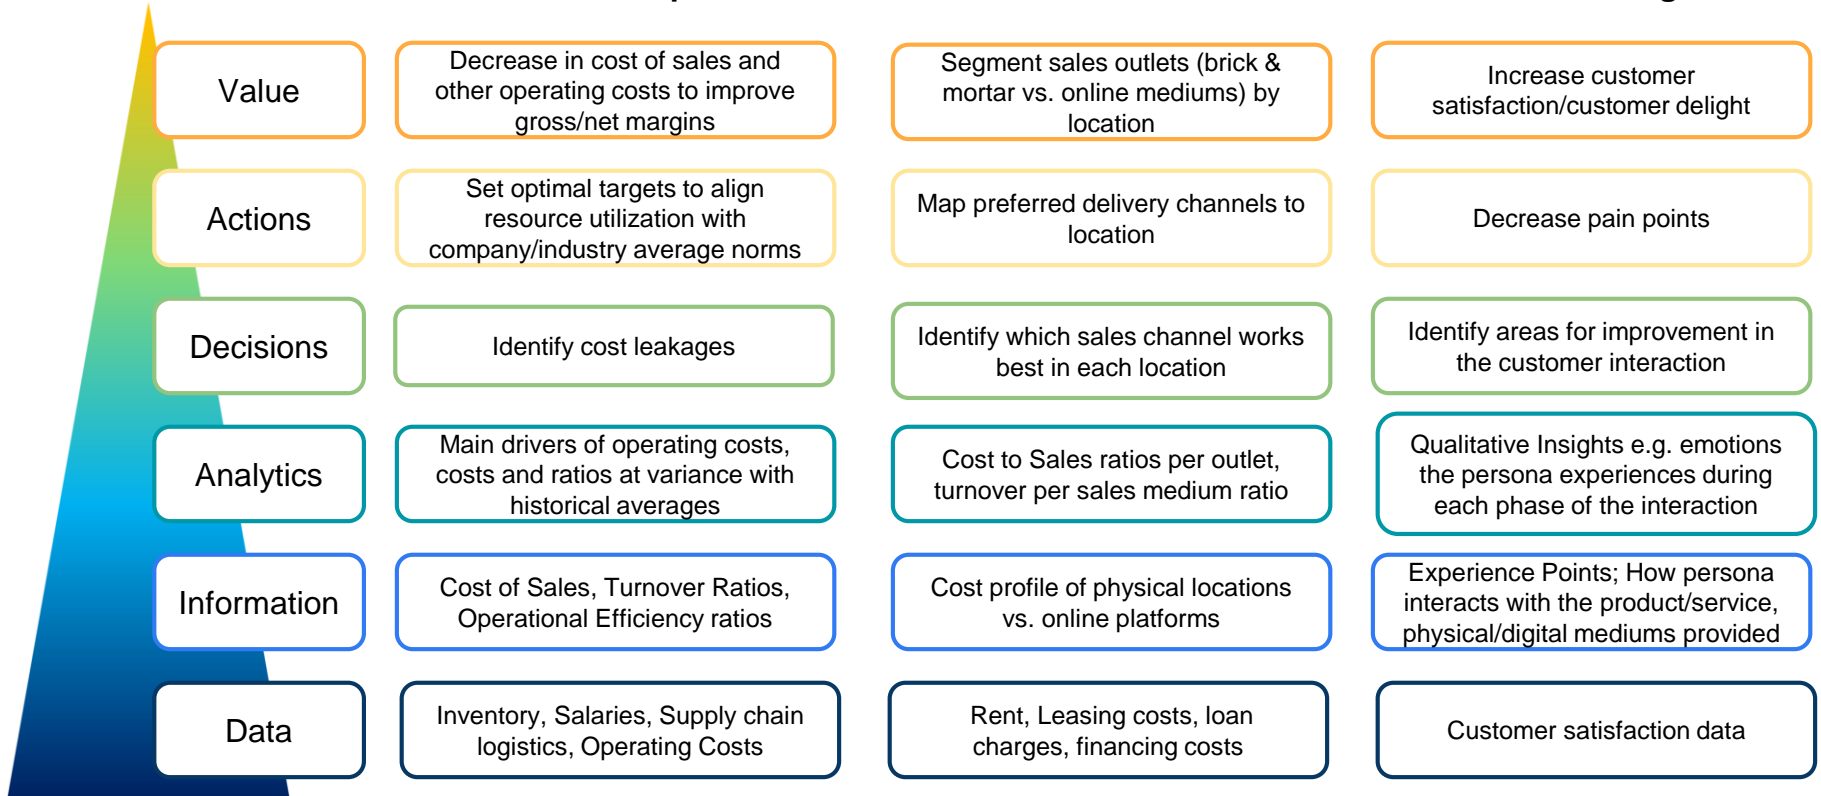 Value
Decrease in cost of sales and
other operating costs to improve
gross/net margins
Segment sales outlets (brick &
mortar vs. online mediums) by
location
Increase customer
satisfaction/customer delight
Actions
Set optimal targets to align
resource utilization with
company/industry average norms
Map preferred delivery channels to
location
Decrease pain points
Decisions
Identify cost leakages
Identify which sales channel works
best in each location
Identify areas for improvement in
the customer interaction
Analytics
Main drivers of operating costs,
costs and ratios at variance with
historical averages
Cost to Sales ratios per outlet,
turnover per sales medium ratio
Qualitative Insights e.g. emotions
the persona experiences during
each phase of the interaction
Information
Cost of Sales, Turnover Ratios,
Operational Efficiency ratios
Cost profile of physical locations
vs. online platforms
Experience Points; How persona
interacts with the product/service,
physical/digital mediums provided
Data
Inventory, Salaries, Supply chain
logistics, Operating Costs
Rent, Leasing costs, loan
charges, financing costs
Customer satisfaction data